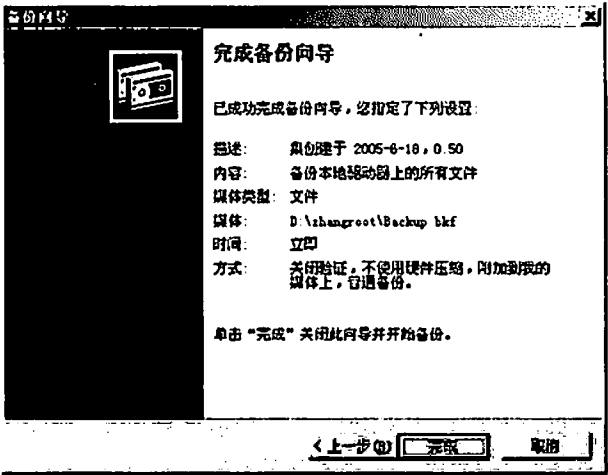 备份向导
完成备份向导
已成功完成备份向导，您指定了下列设置：
描述： 集创建于 2005-6-18，0:50
内容： 备份本地驱动器上的所有文件
媒体类型： 文件
媒体： D:\zhangroot\Backup.bkf
时间： 立即
方式： 关闭验证，不使用硬件压缩，附加到我的
媒体上，普通备份。
单击“完成”关闭此向导并开始备份。
< 上一步(B) 完成 取消